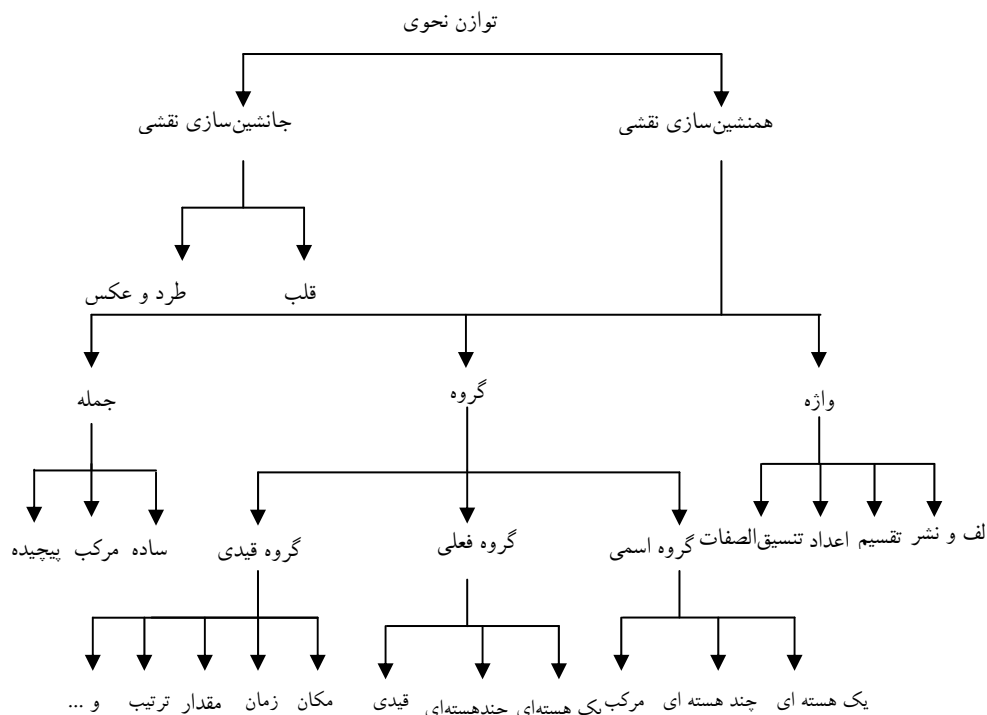 توازن نحوی
همنشین‌سازی نقشی جانشین‌سازی نقشی
قلب طرد و عکس
واژه گروه جمله
لف و نشر تقسیم اعداد تنسیق‌الصفات گروه اسمی گروه فعلی گروه قیدی ساده مرکب پیچیده
یک هسته ای چند هسته ای مرکب یک هسته‌ای چندهسته‌ای قیدی مکان زمان مقدار ترتیب و ...